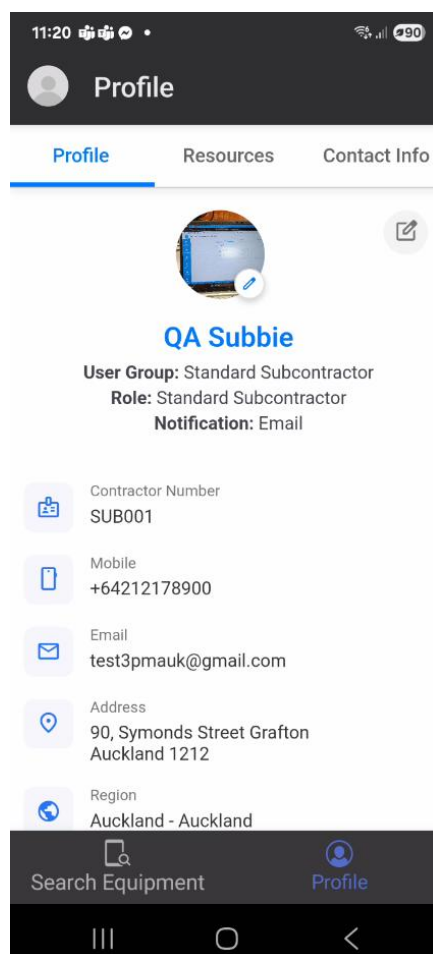 11:20
90
Profile
Profile Resources Contact Info
QA Subbie
User Group: Standard Subcontractor
Role: Standard Subcontractor
Notification: Email
Contractor Number
SUB001
Mobile
+64212178900
Email
test3pmauk@gmail.com
Address
90, Symonds Street Grafton
Auckland 1212
Region
Auckland - Auckland
Search Equipment Profile